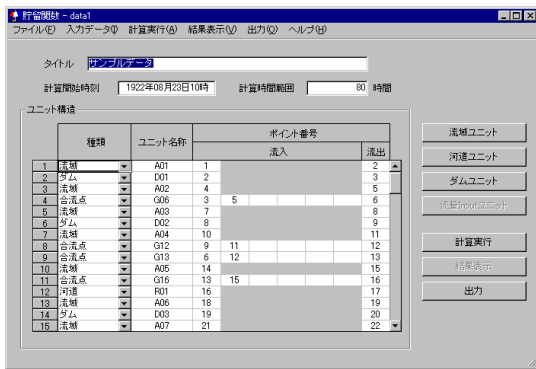 貯留関数 - data1
ファイル(F) 入力データ(I) 計算実行(A) 結果表示(V) 出力(O) ヘルプ(H)
タイトル サンプルデータ
計算開始時刻 1922年08月23日10時 計算時間範囲 80 時間
ユニット構造
種類 ユニット名称 ポイント番号
流入 流出
1 流域 A01 1 2
2 ダム D01 2 3
3 流域 A02 4 5
4 合流点 G06 3 5 6
5 流域 A03 7 8
6 ダム D02 8 9
7 流域 A04 10 11
8 合流点 G12 9 11 12
9 合流点 G13 6 12 13
10 流域 A05 14 15
11 合流点 G16 13 15 16
12 河道 R01 16 17
13 流域 A06 18 19
14 ダム D03 19 20
15 流域 A07 21 22
流域ユニット
河道ユニット
ダムユニット
流量Inputユニット
計算実行
結果表示
出力